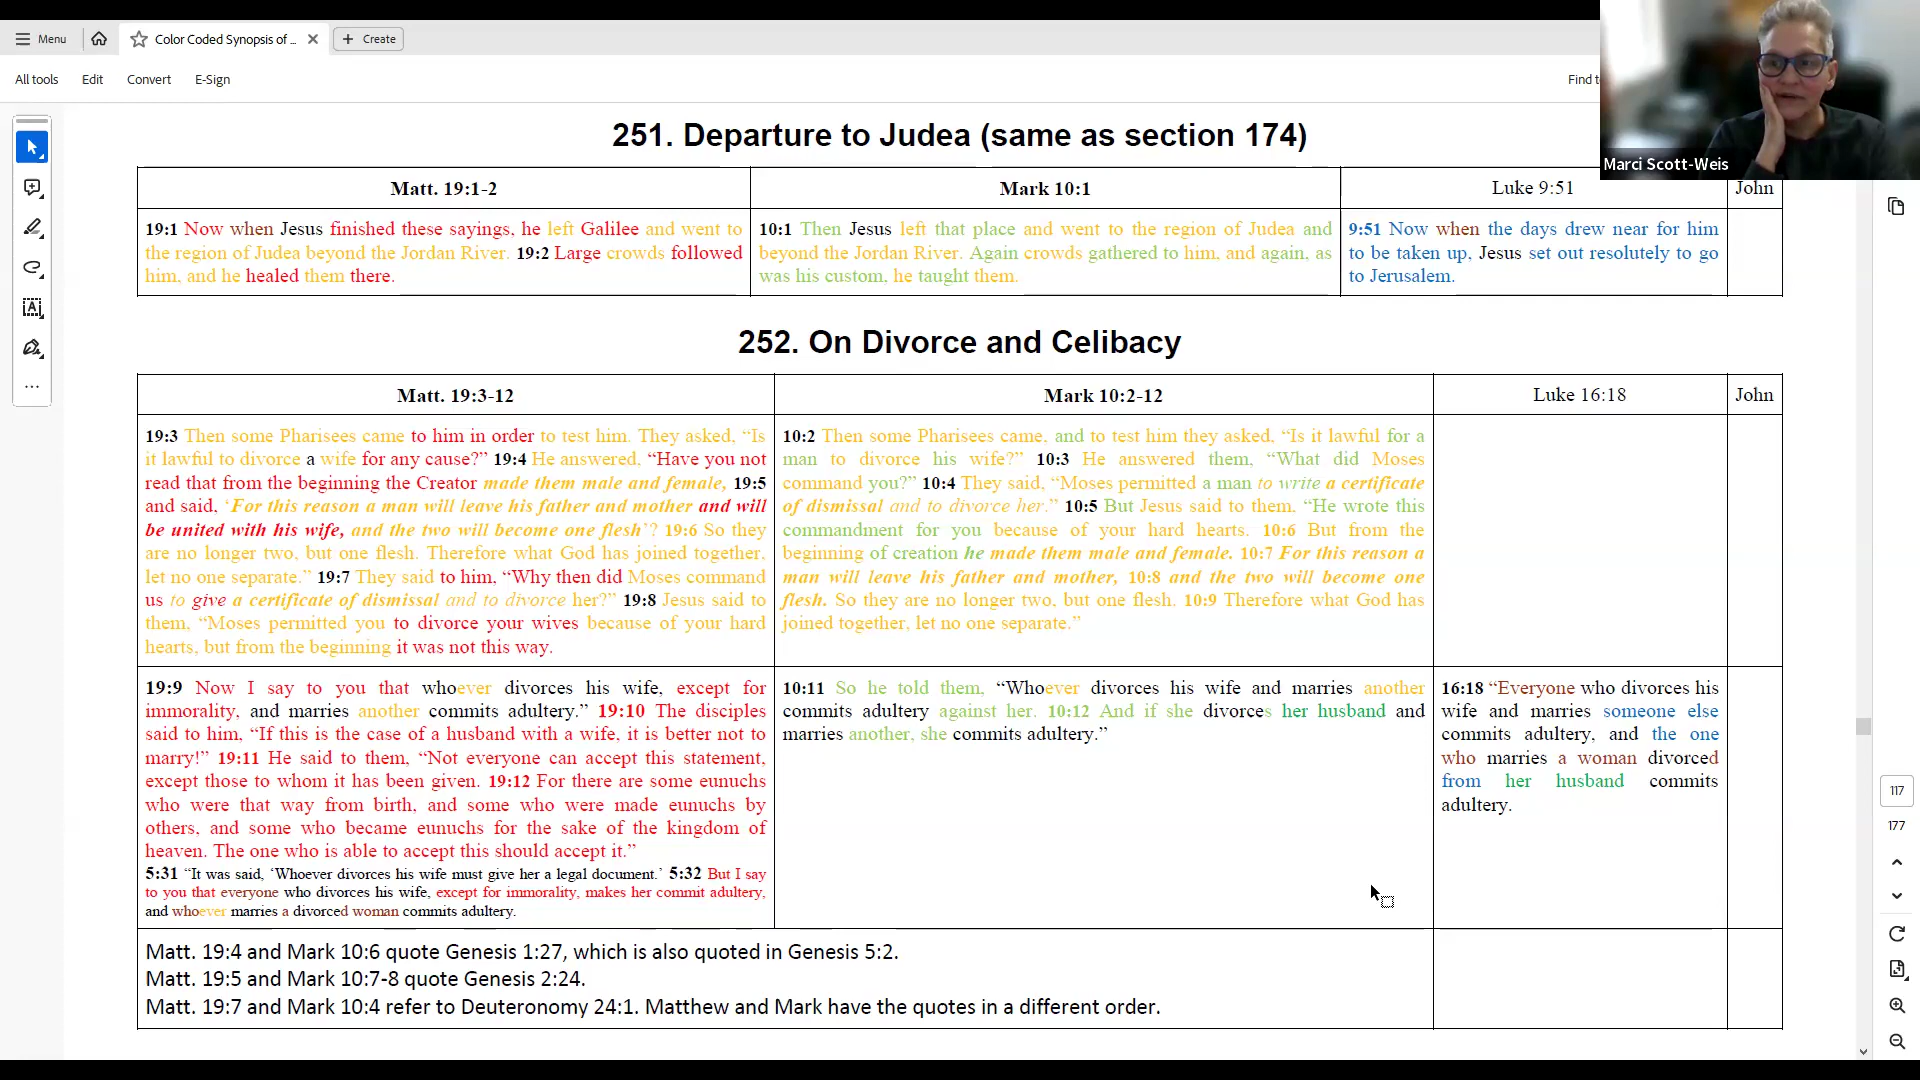 Menu
Color Coded Synopsis of ...
Create
All tools
Edit
Convert
E-Sign
Find t
Marci Scott-Weis
251. Departure to Judea (same as section 174)
Matt. 19:1-2
Mark 10:1
Luke 9:51
John
19:1 Now when Jesus finished these sayings, he left Galilee and went to
the region of Judea beyond the Jordan River. 19:2 Large crowds followed
him, and he healed them there.
10:1 Then Jesus left that place and went to the region of Judea and
beyond the Jordan River. Again crowds gathered to him, and again, as
was his custom, he taught them.
9:51 Now when the days drew near for him
to be taken up, Jesus set out resolutely to go
to Jerusalem.
252. On Divorce and Celibacy
Matt. 19:3-12
Mark 10:2-12
Luke 16:18
John
19:3 Then some Pharisees came to him in order to test him. They asked, “Is
it lawful to divorce a wife for any cause?” 19:4 He answered, “Have you not
read that from the beginning the Creator made them male and female, 19:5
and said, ‘For this reason a man will leave his father and mother and will
be united with his wife, and the two will become one flesh’? 19:6 So they
are no longer two, but one flesh. Therefore what God has joined together,
let no one separate.” 19:7 They said to him, “Why then did Moses command
us to give a certificate of dismissal and to divorce her?” 19:8 Jesus said to
them, “Moses permitted you to divorce your wives because of your hard
hearts, but from the beginning it was not this way.
10:2 Then some Pharisees came, and to test him they asked, “Is it lawful for a
man to divorce his wife?” 10:3 He answered them, “What did Moses
command you?” 10:4 They said, “Moses permitted a man to write a certificate
of dismissal and to divorce her.” 10:5 But Jesus said to them, “He wrote this
commandment for you because of your hard hearts. 10:6 But from the
beginning of creation he made them male and female. 10:7 For this reason a
man will leave his father and mother, 10:8 and the two will become one
flesh. So they are no longer two, but one flesh. 10:9 Therefore what God has
joined together, let no one separate.”
19:9 Now I say to you that whoever divorces his wife, except for
immorality, and marries another commits adultery.” 19:10 The disciples
said to him, “If this is the case of a husband with a wife, it is better not to
marry!” 19:11 He said to them, “Not everyone can accept this statement,
except those to whom it has been given. 19:12 For there are some eunuchs
who were that way from birth, and some who were made eunuchs by
others, and some who became eunuchs for the sake of the kingdom of
heaven. The one who is able to accept this should accept it.”
5:31 “It was said, ‘Whoever divorces his wife must give her a legal document.’ 5:32 But I say
to you that everyone who divorces his wife, except for immorality, makes her commit adultery,
and whoever marries a divorced woman commits adultery.
10:11 So he told them, “Whoever divorces his wife and marries another
commits adultery against her. 10:12 And if she divorces her husband and
marries another, she commits adultery.”
16:18 “Everyone who divorces his
wife and marries someone else
commits adultery, and the one
who marries a woman divorced
from her husband commits
adultery.
Matt. 19:4 and Mark 10:6 quote Genesis 1:27, which is also quoted in Genesis 5:2.
Matt. 19:5 and Mark 10:7-8 quote Genesis 2:24.
Matt. 19:7 and Mark 10:4 refer to Deuteronomy 24:1. Matthew and Mark have the quotes in a different order.
117
177